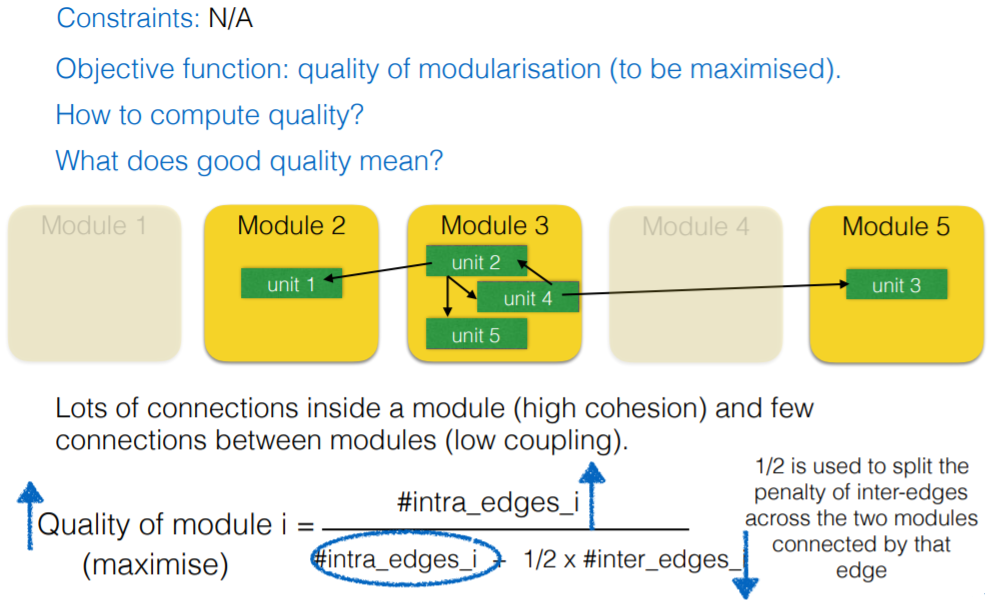 Constraints: N/A
Objective function: quality of modularisation (to be maximised).
How to compute quality?
What does good quality mean?
Module 1
Module 2
Module 3
Module 4
Module 5
unit 1
unit 2
unit 4
unit 5
unit 3
Lots of connections inside a module (high cohesion) and few
connections between modules (low coupling).
Quality of module i =
(maximise)
#intra_edges_i
#intra_edges_i + 1/2 x #inter_edges_i
1/2 is used to split the
penalty of inter-edges
across the two modules
connected by that
edge